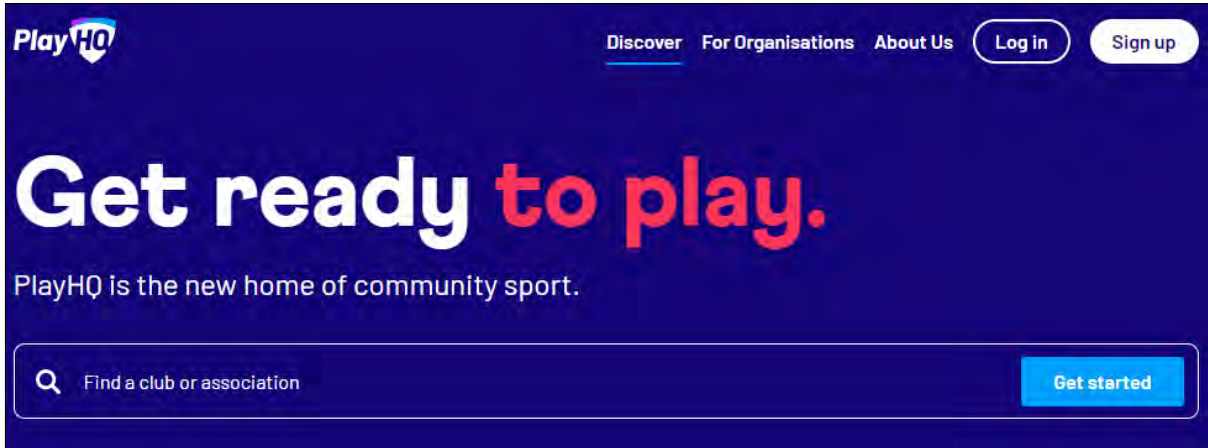 PlayHQ Discover For Organisations About Us Log in Sign up
Get ready to play.
PlayHQ is the new home of community sport.
Find a club or association Get started